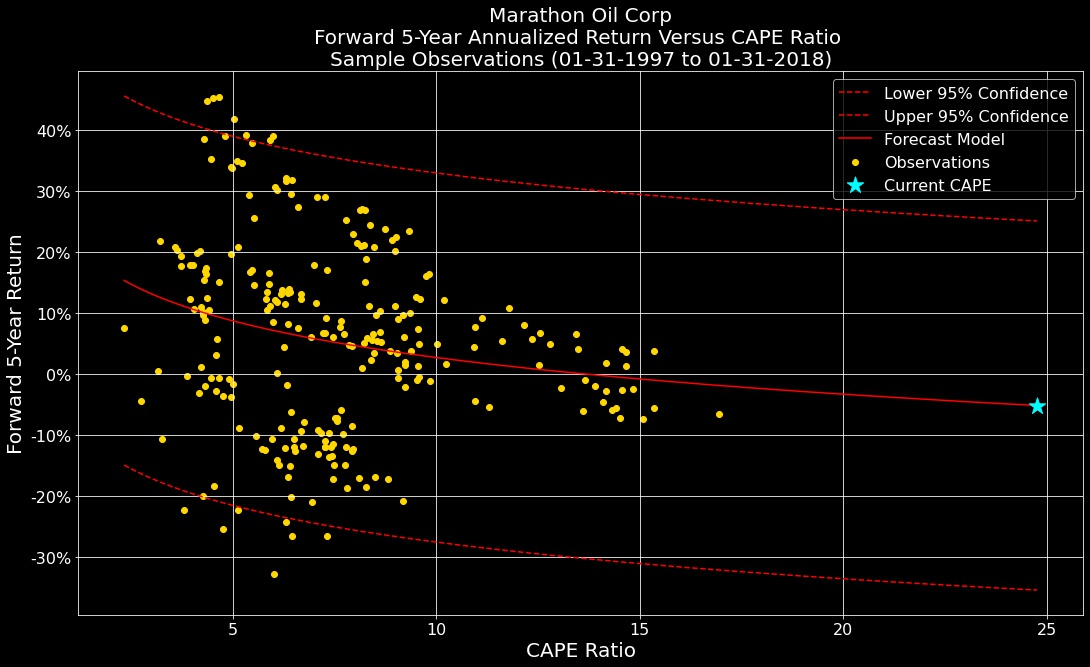 Marathon Oil Corp
Forward 5-Year Annualized Return Versus CAPE Ratio
Sample Observations (01-31-1997 to 01-31-2018)
Lower 95% Confidence
Upper 95% Confidence
Forecast Model
Observations
Current CAPE
Forward 5-Year Return
40%
30%
20%
10%
0%
-10%
-20%
-30%
5
10
15
20
25
CAPE Ratio